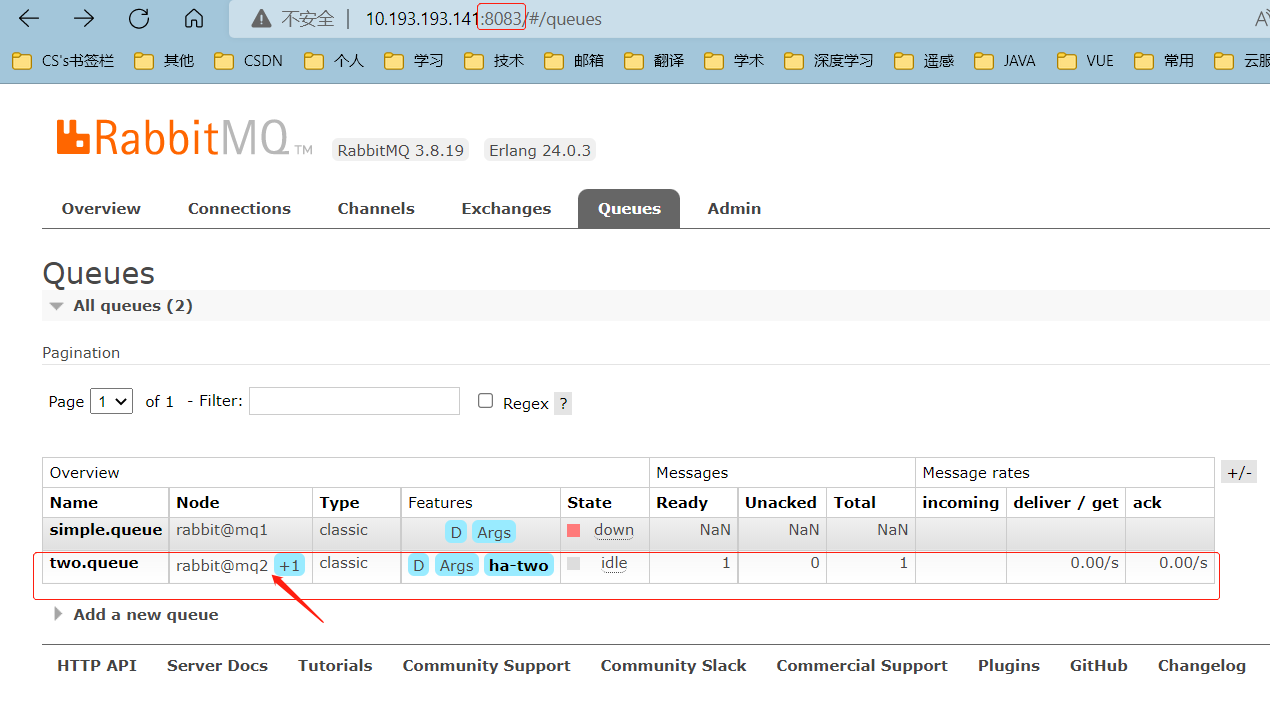 不安全 | 10.193.193.141:8083/#/queues
CS's书签栏 其他 CSDN 个人 学习 技术 邮箱 翻译 学术 深度学习 遥感 JAVA VUE 常用 云服
RabbitMQ TM RabbitMQ 3.8.19 Erlang 24.0.3
Overview Connections Channels Exchanges Queues Admin
Queues
All queues (2)
Pagination
Page 1 of 1 - Filter: Regex ?
Overview Messages Message rates +/-
Name Node Type Features State Ready Unacked Total incoming deliver / get ack
simple.queue rabbit@mq1 classic D Args down NaN NaN NaN
two.queue rabbit@mq2 +1 classic D Args ha-two idle 1 0 1 0.00/s 0.00/s
Add a new queue
HTTP API Server Docs Tutorials Community Support Community Slack Commercial Support Plugins GitHub Changelog